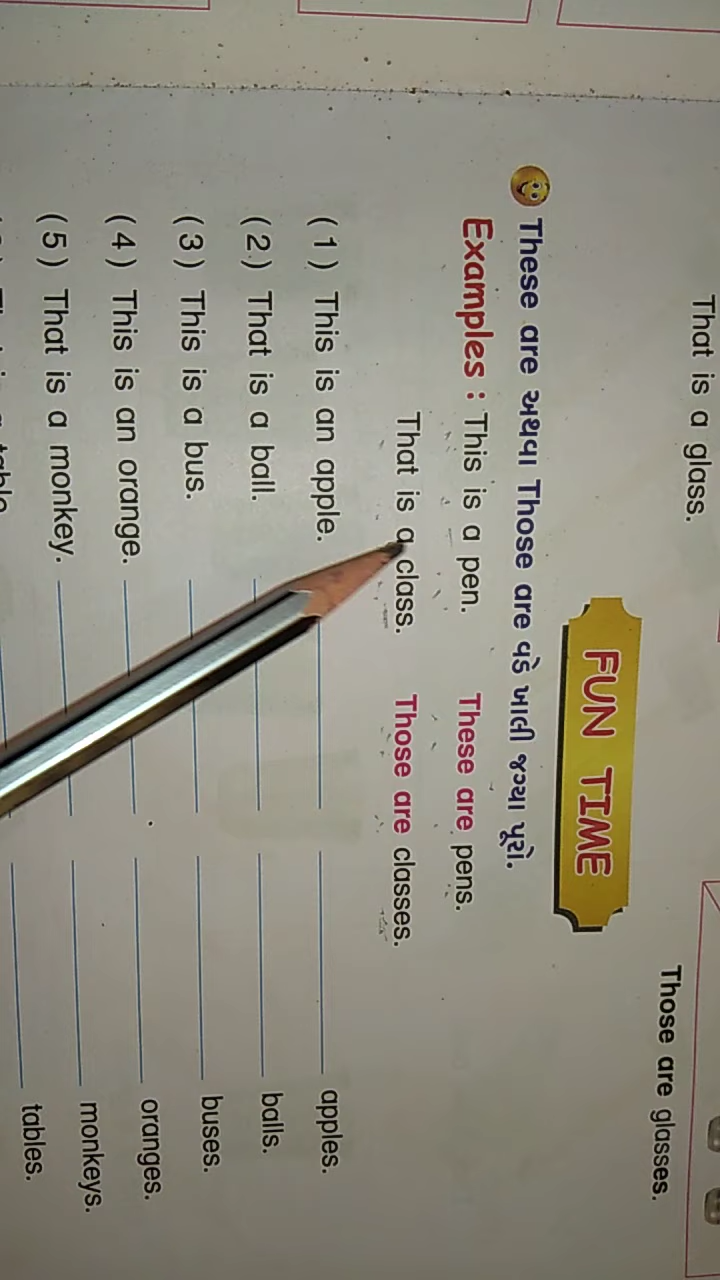 That is a glass. Those are glasses.
FUN TIME
These are અથવા Those are વડે ખાલી જગ્યા પૂરો.
Examples : This is a pen. These are pens.
That is a class. Those are classes.
(1) This is an apple. apples.
(2) That is a ball. balls.
(3) This is a bus. buses.
(4) This is an orange. oranges.
(5) That is a monkey. monkeys.
tables.